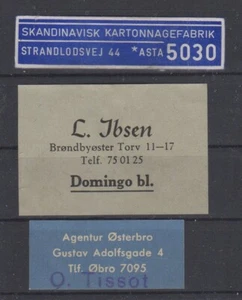 SKANDINAVISK KARTONNAGEFABRIK
STRANDLODSVEJ 44 *ASTA 5030
L. Ibsen
Brøndbyøster Torv 11-17
Telf. 75 01 25
Domingo bl.
Agentur Østerbro
Gustav Adolfsgade 4
Tlf. Øbro 7095
O. Tissot